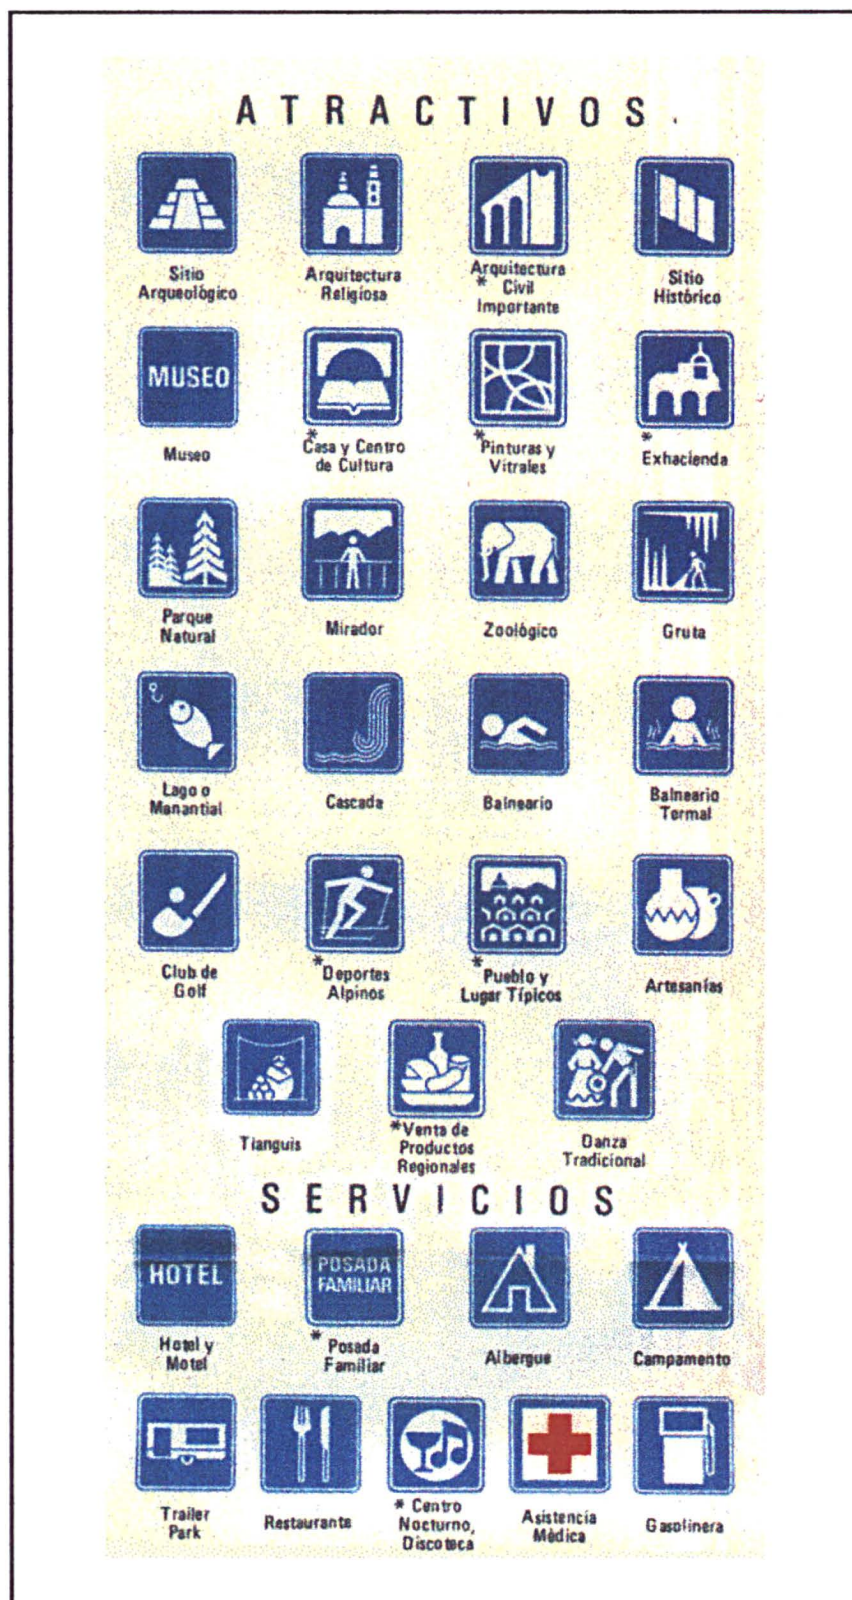 ATRACTIVOS
Sitio
Arqueológico
Arquitectura
Religiosa
Arquitectura
* Civil
Importante
Sitio
Histórico
MUSEO
Museo
* Casa y Centro
de Cultura
* Pinturas y
Vitrales
* Exhacienda
Parque
Natural
Mirador
Zoológico
Gruta
Lago o
Manantial
Cascada
Balneario
Balneario
Termal
Club de
Golf
* Deportes
Alpinos
* Pueblo y
Lugar Típicos
Artesanías
Tianguis
* Venta de
Productos
Regionales
Danza
Tradicional
SERVICIOS
HOTEL
Hotel y
Motel
POSADA
FAMILIAR
* Posada
Familiar
Albergue
Campamento
Trailer
Park
Restaurante
* Centro
Nocturno,
Discoteca
Asistencia
Médica
Gasolinera